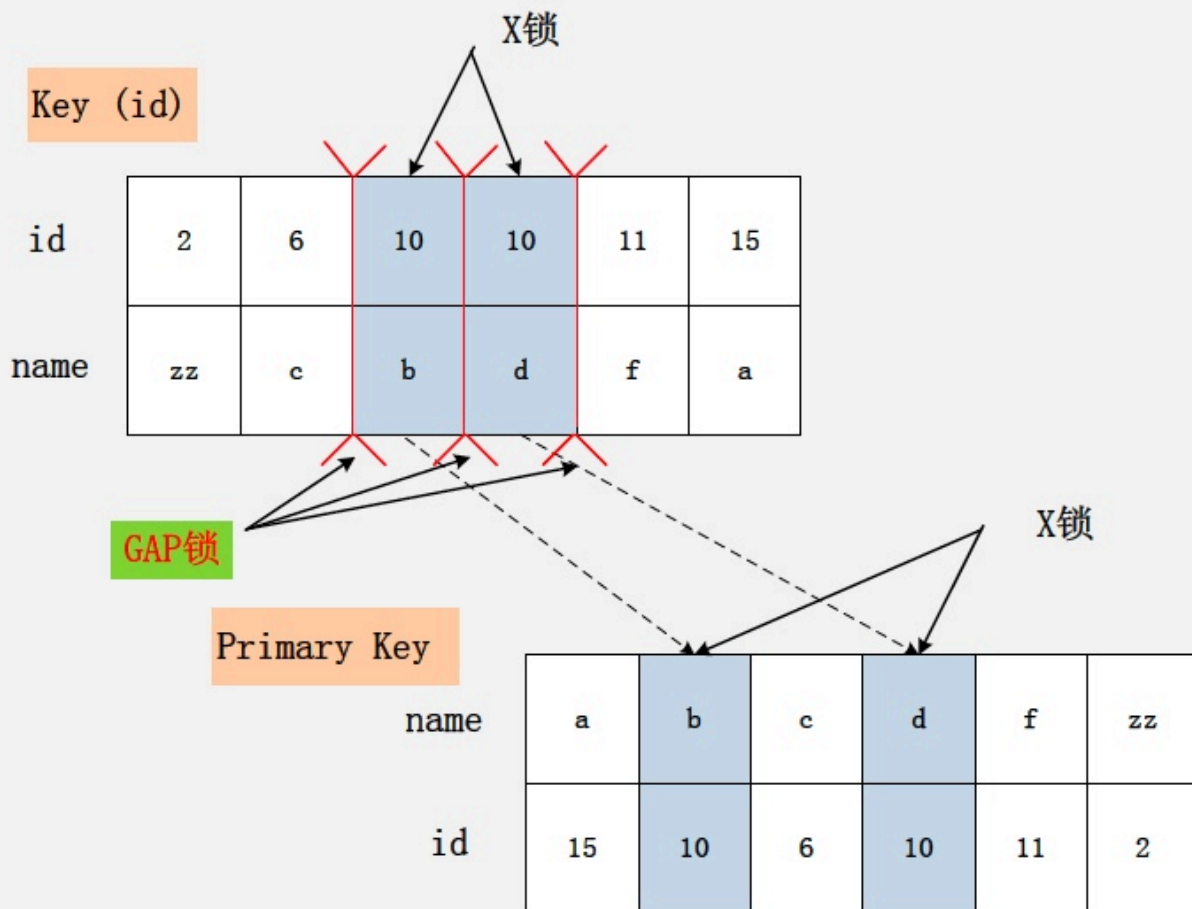 X锁
Key (id)
id 2 6 10 10 11 15
name zz c b d f a
GAP锁
X锁
Primary Key
name a b c d f zz
id 15 10 6 10 11 2